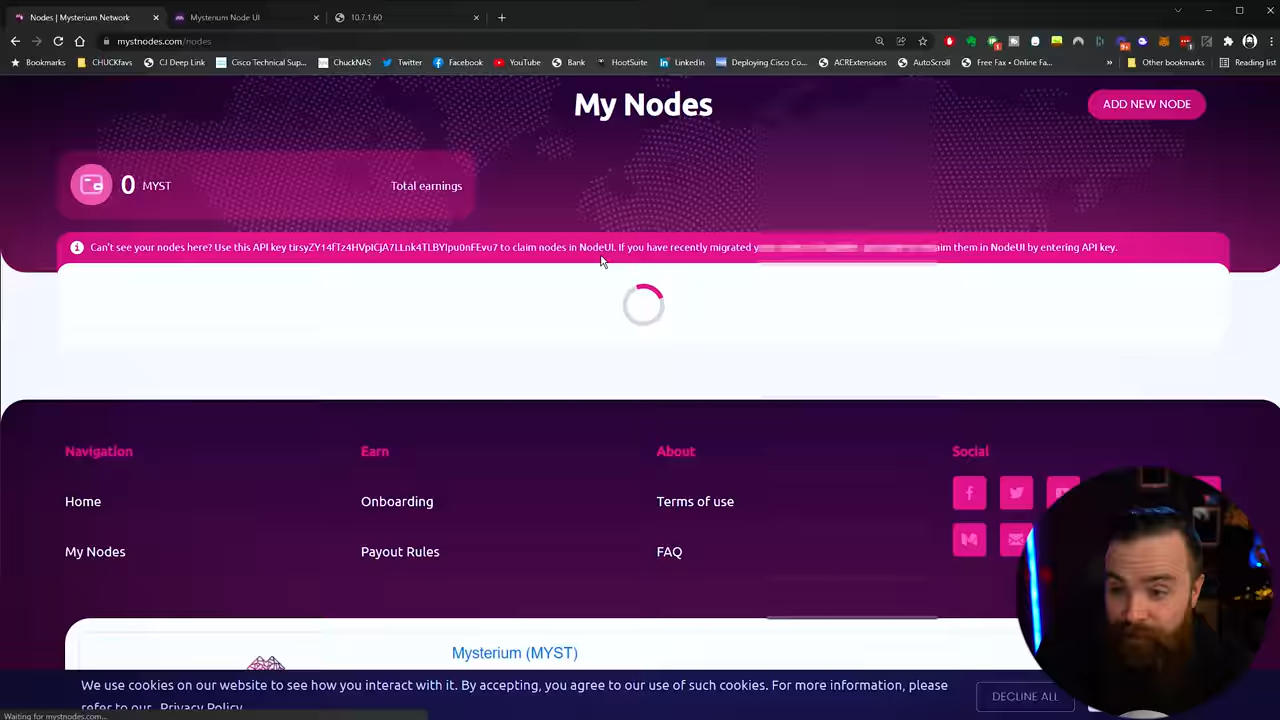 Nodes | Mysterium Network
Mysterium Node UI
10.7.1.60
mystnodes.com/nodes
Bookmarks
CHUCKfavs
CJ Deep Link
Cisco Technical Sup...
ChuckNAS
Twitter
Facebook
YouTube
Bank
HootSuite
LinkedIn
Deploying Cisco Co...
ACRExtensions
AutoScroll
Free Fax • Online Fa...
»
Other bookmarks
Reading list
My Nodes
ADD NEW NODE
0 MYST
Total earnings
Can't see your nodes here? Use this API key to claim nodes in NodeUI. If you have recently migrated them in NodeUI by entering API key.
Navigation
Earn
About
Social
Home
Onboarding
Terms of use
My Nodes
Payout Rules
FAQ
Mysterium (MYST)
We use cookies on our website to see how you interact with it. By accepting, you agree to our use of such cookies. For more information, please
refer to our Privacy Policy
DECLINE ALL
Waiting for mystnodes.com...